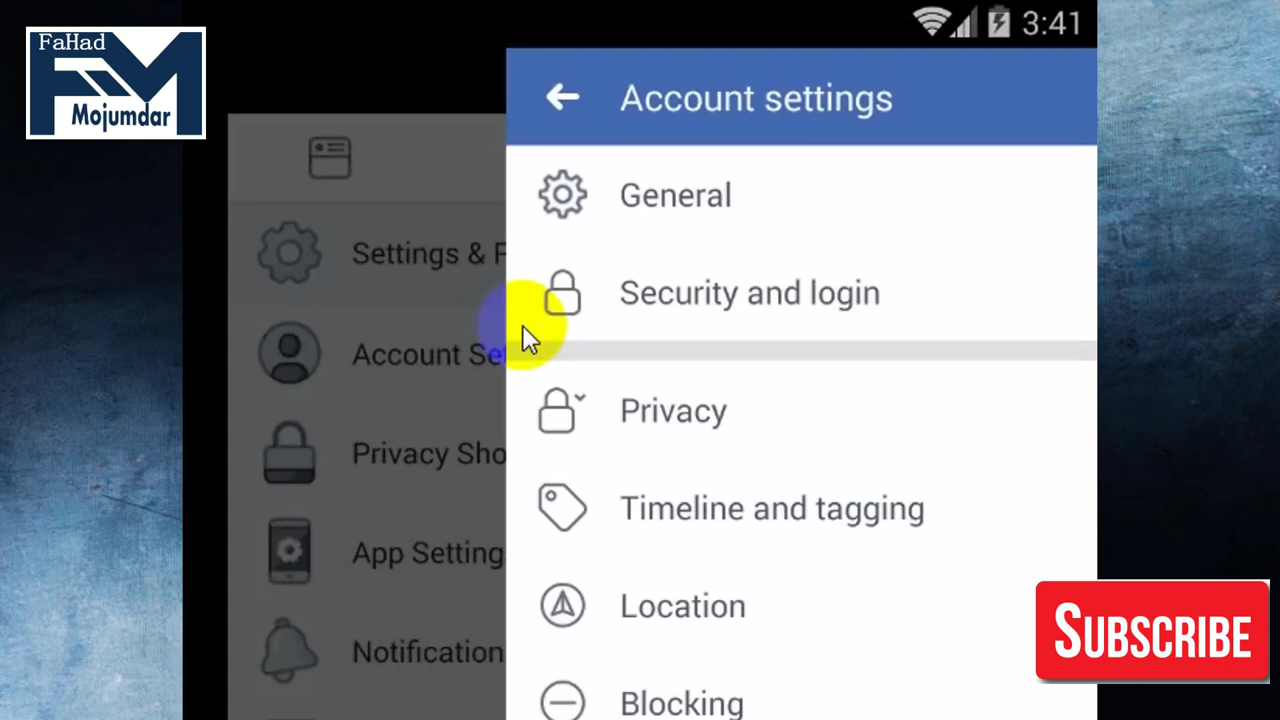 FaHad
FM
Mojumdar
3:41
Account settings
General
Security and login
Privacy
Timeline and tagging
Location
Blocking
Settings &
Account Se
Privacy Sho
App Setting
Notification
SUBSCRIBE